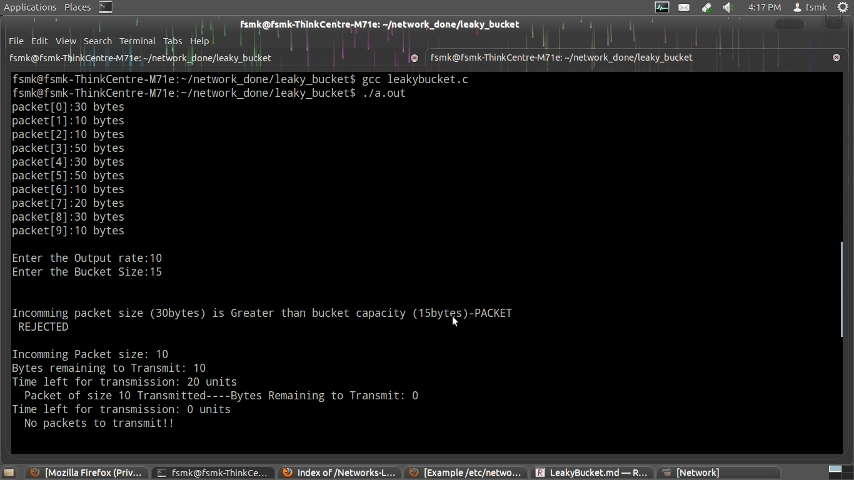 Applications Places 4:17 PM fsmk
fsmk@fsmk-ThinkCentre-M71e: ~/network_done/leaky_bucket
File Edit View Search Terminal Tabs Help
fsmk@fsmk-ThinkCentre-M71e: ~/network_done/leaky_bucket fsmk@fsmk-ThinkCentre-M71e: ~/network_done/leaky_bucket
fsmk@fsmk-ThinkCentre-M71e:~/network_done/leaky_bucket$ gcc leakybucket.c
fsmk@fsmk-ThinkCentre-M71e:~/network_done/leaky_bucket$ ./a.out
packet[0]:30 bytes
packet[1]:10 bytes
packet[2]:10 bytes
packet[3]:50 bytes
packet[4]:30 bytes
packet[5]:50 bytes
packet[6]:10 bytes
packet[7]:20 bytes
packet[8]:30 bytes
packet[9]:10 bytes
Enter the Output rate:10
Enter the Bucket Size:15
Incomming packet size (30bytes) is Greater than bucket capacity (15bytes)-PACKET
REJECTED
Incomming Packet size: 10
Bytes remaining to Transmit: 10
Time left for transmission: 20 units
Packet of size 10 Transmitted----Bytes Remaining to Transmit: 0
Time left for transmission: 0 units
No packets to transmit!!
[Mozilla Firefox (Priv... fsmk@fsmk-ThinkCe... Index of /Networks-L... [Example /etc/netwo... LeakyBucket.md — R... [Network]